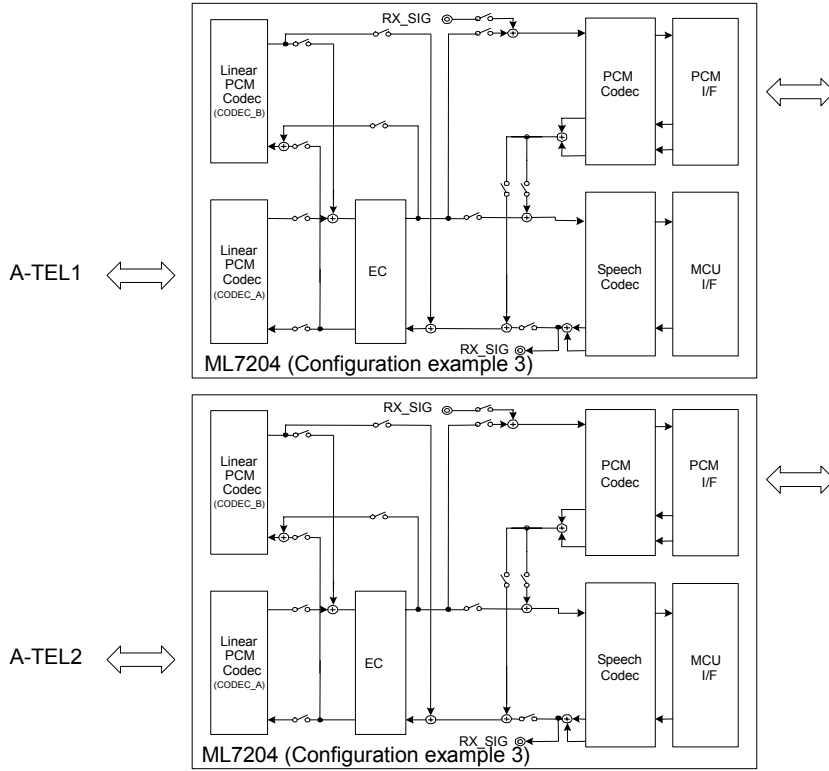 RX_SIG
Linear
PCM
Codec
(CODEC_B)
PCM
Codec
PCM
I/F
A-TEL1
Linear
PCM
Codec
(CODEC_A)
EC
Speech
Codec
MCU
I/F
RX_SIG
ML7204 (Configuration example 3)
RX_SIG
Linear
PCM
Codec
(CODEC_B)
PCM
Codec
PCM
I/F
A-TEL2
Linear
PCM
Codec
(CODEC_A)
EC
Speech
Codec
MCU
I/F
RX_SIG
ML7204 (Configuration example 3)